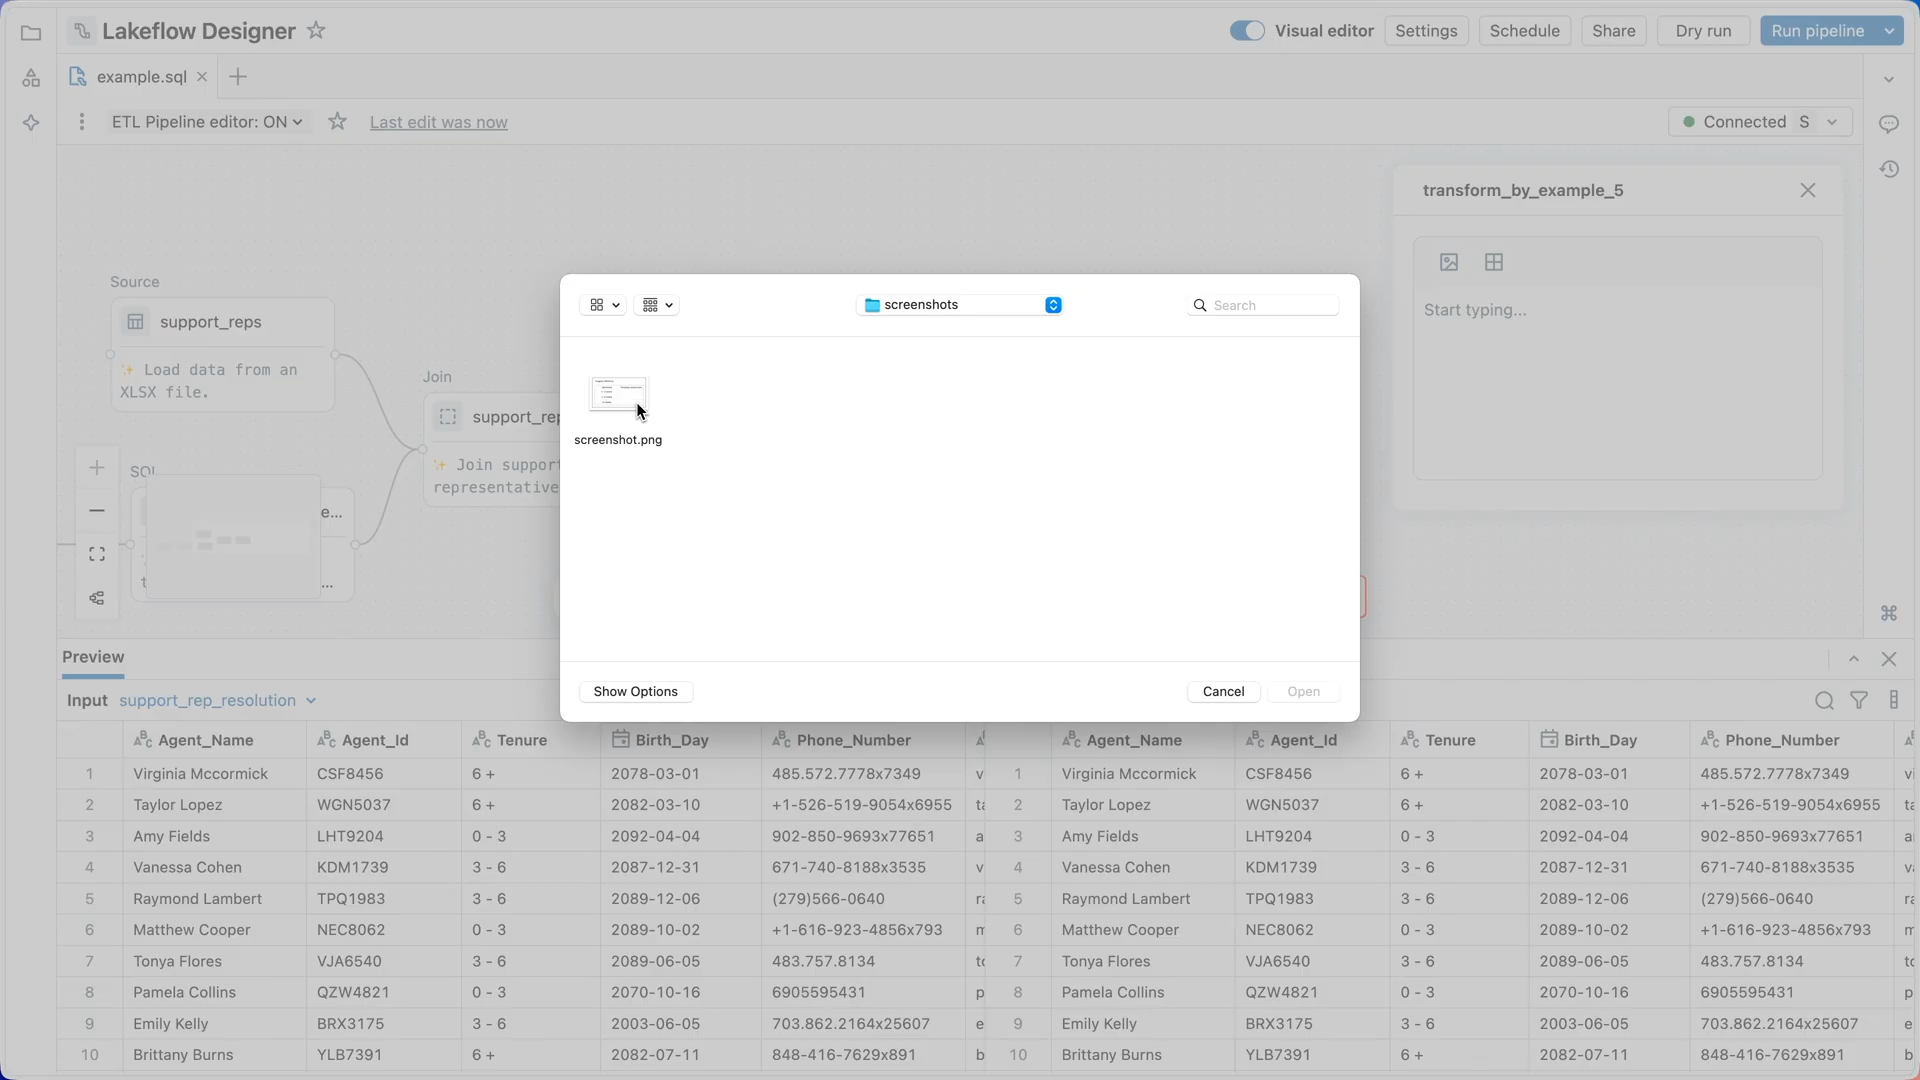 Lakeflow Designer
Visual editor
Settings
Schedule
Share
Dry run
Run pipeline
example.sql
ETL Pipeline editor: ON
Last edit was now
Connected S
transform_by_example_5
Start typing...
Source
support_reps
✨ Load data from an
XLSX file.
Join
support_rep
✨ Join support
representative
SQL
e...
t
...
screenshots
Search
screenshot.png
Show Options
Cancel
Open
Preview
Input support_rep_resolution
Agent_Name Agent_Id Tenure Birth_Day Phone_Number Agent_Name Agent_Id Tenure Birth_Day Phone_Number
1 Virginia Mccormick CSF8456 6 + 2078-03-01 485.572.7778x7349 v 1 Virginia Mccormick CSF8456 6 + 2078-03-01 485.572.7778x7349 vi
2 Taylor Lopez WGN5037 6 + 2082-03-10 +1-526-519-9054x6955 ta 2 Taylor Lopez WGN5037 6 + 2082-03-10 +1-526-519-9054x6955 ta
3 Amy Fields LHT9204 0 - 3 2092-04-04 902-850-9693x77651 a 3 Amy Fields LHT9204 0 - 3 2092-04-04 902-850-9693x77651 a
4 Vanessa Cohen KDM1739 3 - 6 2087-12-31 671-740-8188x3535 v 4 Vanessa Cohen KDM1739 3 - 6 2087-12-31 671-740-8188x3535 va
5 Raymond Lambert TPQ1983 3 - 6 2089-12-06 (279)566-0640 ra 5 Raymond Lambert TPQ1983 3 - 6 2089-12-06 (279)566-0640 ra
6 Matthew Cooper NEC8062 0 - 3 2089-10-02 +1-616-923-4856x793 m 6 Matthew Cooper NEC8062 0 - 3 2089-10-02 +1-616-923-4856x793 m
7 Tonya Flores VJA6540 3 - 6 2089-06-05 483.757.8134 to 7 Tonya Flores VJA6540 3 - 6 2089-06-05 483.757.8134 to
8 Pamela Collins QZW4821 0 - 3 2070-10-16 6905595431 p 8 Pamela Collins QZW4821 0 - 3 2070-10-16 6905595431 p
9 Emily Kelly BRX3175 3 - 6 2003-06-05 703.862.2164x25607 e 9 Emily Kelly BRX3175 3 - 6 2003-06-05 703.862.2164x25607 e
10 Brittany Burns YLB7391 6 + 2082-07-11 848-416-7629x891 b 10 Brittany Burns YLB7391 6 + 2082-07-11 848-416-7629x891 b